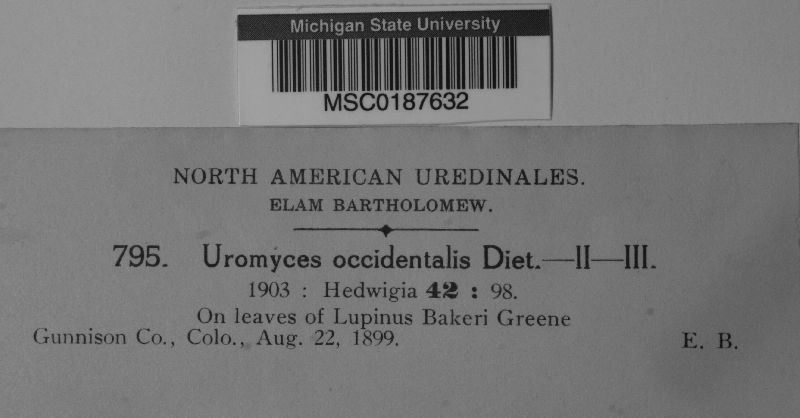 Michigan State University
MSC0187632
NORTH AMERICAN UREDINALES.
ELAM BARTHOLOMEW.
795. Uromyces occidentalis Diet.—II—III.
1903 : Hedwigia 42 : 98.
On leaves of Lupinus Bakeri Greene
Gunnison Co., Colo., Aug. 22, 1899. E. B.